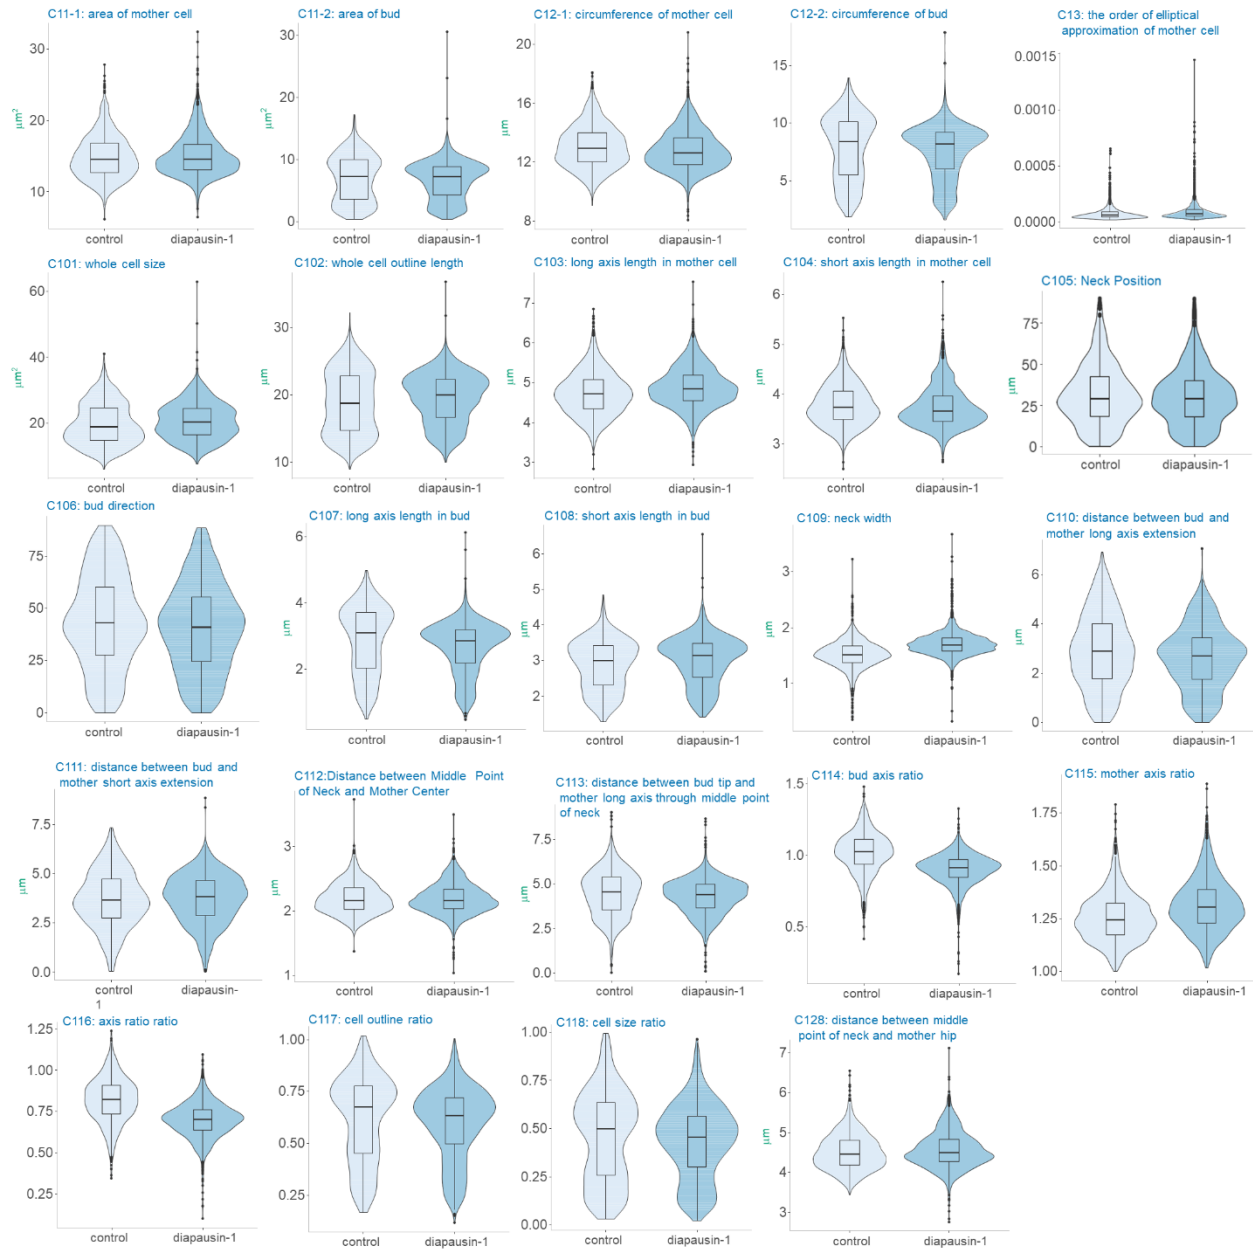 C11-1: area of mother cell
30
20
10
μm²
control
diapausin-1
C11-2: area of bud
30
20
10
0
μm²
control
diapausin-1
C12-1: circumference of mother cell
20
16
12
8
μm
control
diapausin-1
C12-2: circumference of bud
15
10
5
control
diapausin-1
C13: the order of elliptical
approximation of mother cell
0.0015
0.0010
0.0005
0.0000
control
diapausin-1
C101: whole cell size
60
40
20
μm²
control
diapausin-1
C102: whole cell outline length
30
20
10
μm
control
diapausin-1
C103: long axis length in mother cell
7
6
5
4
3
μm
control
diapausin-1
C104: short axis length in mother cell
6
5
4
3
μm
control
diapausin-1
C105: Neck Position
75
50
25
0
μm
control
diapausin-1
C106: bud direction
75
50
25
0
control
diapausin-1
C107: long axis length in bud
6
4
2
μm
control
diapausin-1
C108: short axis length in bud
6
5
4
3
2
μm
control
diapausin-1
C109: neck width
3
2
1
μm
control
diapausin-1
C110: distance between bud and
mother long axis extension
6
4
2
0
μm
control
diapausin-1
C111: distance between bud and
mother short axis extension
7.5
5.0
2.5
0.0
μm
control
diapausin-
1
C112:Distance between Middle Point
of Neck and Mother Center
3
2
1
μm
control
diapausin-1
C113: distance between bud tip and
mother long axis through middle point
of neck
7.5
5.0
2.5
0.0
μm
control
diapausin-1
C114: bud axis ratio
1.5
1.0
0.5
control
diapausin-1
C115: mother axis ratio
1.75
1.50
1.25
1.00
control
diapausin-1
C116: axis ratio ratio
1.25
1.00
0.75
0.50
0.25
control
diapausin-1
C117: cell outline ratio
1.00
0.75
0.50
0.25
control
diapausin-1
C118: cell size ratio
1.00
0.75
0.50
0.25
0.00
control
diapausin-1
C128: distance between middle
point of neck and mother hip
7
6
5
4
3
μm
control
diapausin-1